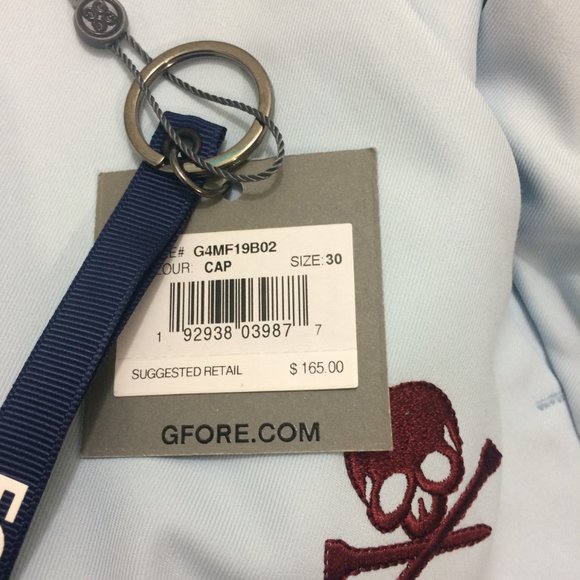 G4MF19B02
CAP SIZE: 30
1 92938 03987 7
SUGGESTED RETAIL $ 165.00
GFORE.COM